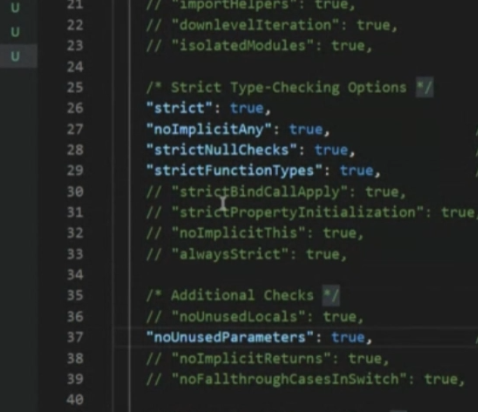 U
U
U
21 // "importHelpers": true,
22 // "downlevelIteration": true,
23 // "isolatedModules": true,
24
25 /* Strict Type-Checking Options */
26 "strict": true,
27 "noImplicitAny": true,
28 "strictNullChecks": true,
29 "strictFunctionTypes": true,
30 // "strictBindCallApply": true,
31 // "strictPropertyInitialization": true,
32 // "noImplicitThis": true,
33 // "alwaysStrict": true,
34
35 /* Additional Checks */
36 // "noUnusedLocals": true,
37 "noUnusedParameters": true,
38 // "noImplicitReturns": true,
39 // "noFallthroughCasesInSwitch": true,
40